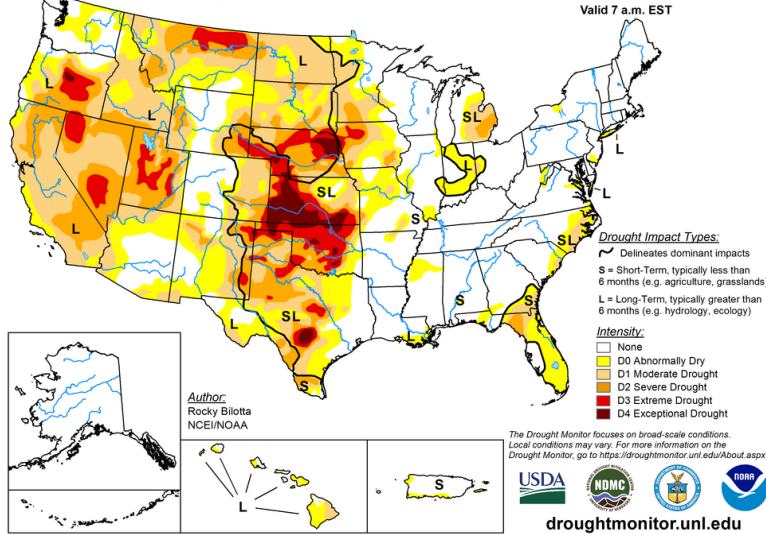 Valid 7 a.m. EST
L
L
L
SL
L
L
L
SL
S
L
SL
L
S
S
SL
L
L
S
Drought Impact Types:
Delineates dominant impacts
S = Short-Term, typically less than
6 months (e.g. agriculture, grasslands)
L = Long-Term, typically greater than
6 months (e.g. hydrology, ecology)
Intensity:
None
D0 Abnormally Dry
D1 Moderate Drought
D2 Severe Drought
D3 Extreme Drought
D4 Exceptional Drought
Author:
Rocky Bilotta
NCEI/NOAA
L
S
The Drought Monitor focuses on broad-scale conditions.
Local conditions may vary. For more information on the
Drought Monitor, go to https://droughtmonitor.unl.edu/About.aspx
USDA
NDMC
NOAA
droughtmonitor.unl.edu